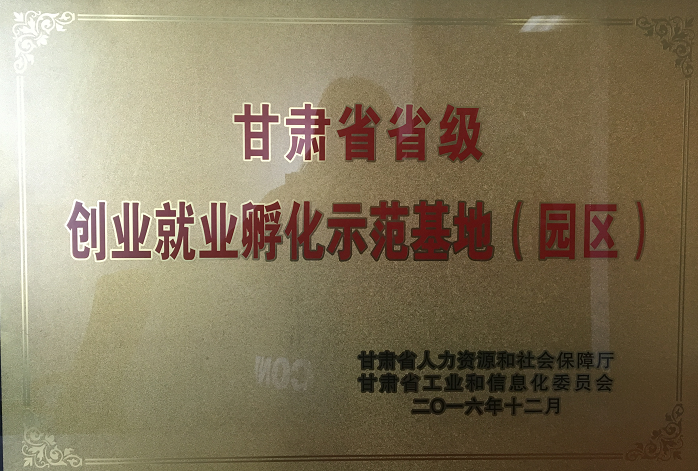 甘肃省省级
创业就业孵化示范基地（园区）
甘肃省人力资源和社会保障厅
甘肃省工业和信息化委员会
二〇一六年十二月